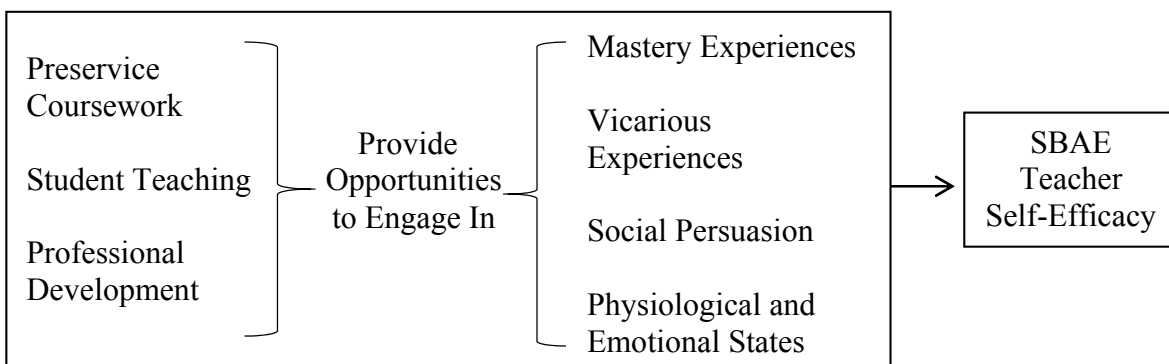 Preservice
Coursework
Student Teaching
Professional
Development
Provide
Opportunities
to Engage In
Mastery Experiences
Vicarious
Experiences
Social Persuasion
Physiological and
Emotional States
SBAE
Teacher
Self-Efficacy